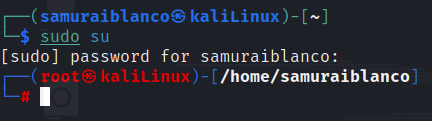 ┌──(samuraiblanco㉿kaliLinux)-[~]
└─$ sudo su
[sudo] password for samuraiblanco:
┌──(root㉿kaliLinux)-[/home/samuraiblanco]
└─#